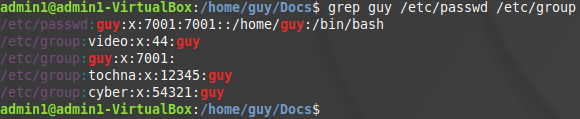 admin1@admin1-VirtualBox:/home/guy/Docs$ grep guy /etc/passwd /etc/group
/etc/passwd:guy:x:7001:7001::/home/guy:/bin/bash
/etc/group:video:x:44:guy
/etc/group:guy:x:7001:
/etc/group:tochna:x:12345:guy
/etc/group:cyber:x:54321:guy
admin1@admin1-VirtualBox:/home/guy/Docs$